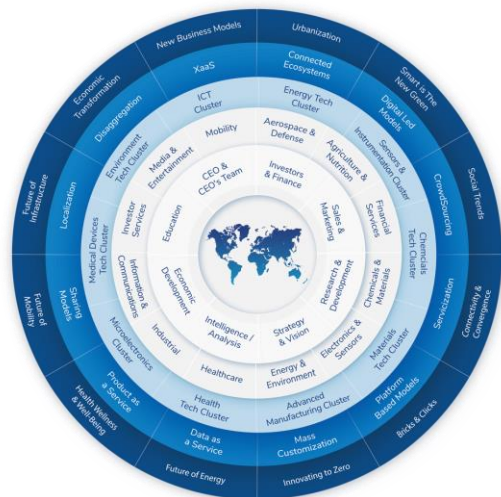 New Business Models
Urbanization
Smart is The
New Green
Social Trends
Connectivity &
Convergence
Bricks & Clicks
Innovating to Zero
Future of Energy
Health Wellness
& Well-Being
Future of
Mobility
Future of
Infrastructure
Economic
Transformation
XaaS
Connected
Ecosystems
Digital Led
Models
CrowdSourcing
Servicization
Platform
Based Models
Mass
Customization
Data as
a Service
Product as
a Service
Sharing
Models
Localization
Disaggregation
ICT
Cluster
Energy Tech
Cluster
Sensors &
Instrumentation Cluster
Chemcials
Tech Cluster
Materials
Tech Cluster
Advanced
Manufacturing Cluster
Health
Tech Cluster
Microelectronics
Cluster
Medical Devices
Tech Cluster
Environment
Tech Cluster
Mobility
Aerospace &
Defense
Agriculture &
Nutrition
Financial
Services
Chemicals &
Materials
Electronics &
Sensors
Energy &
Environment
Healthcare
Industrial
Information &
Communications
Investor
Services
Media &
Entertainment
CEO &
CEO's Team
Investors
& Finance
Sales &
Marketing
Research &
Development
Strategy
& Vision
Intelligence /
Analysis
Economic
Development
Education